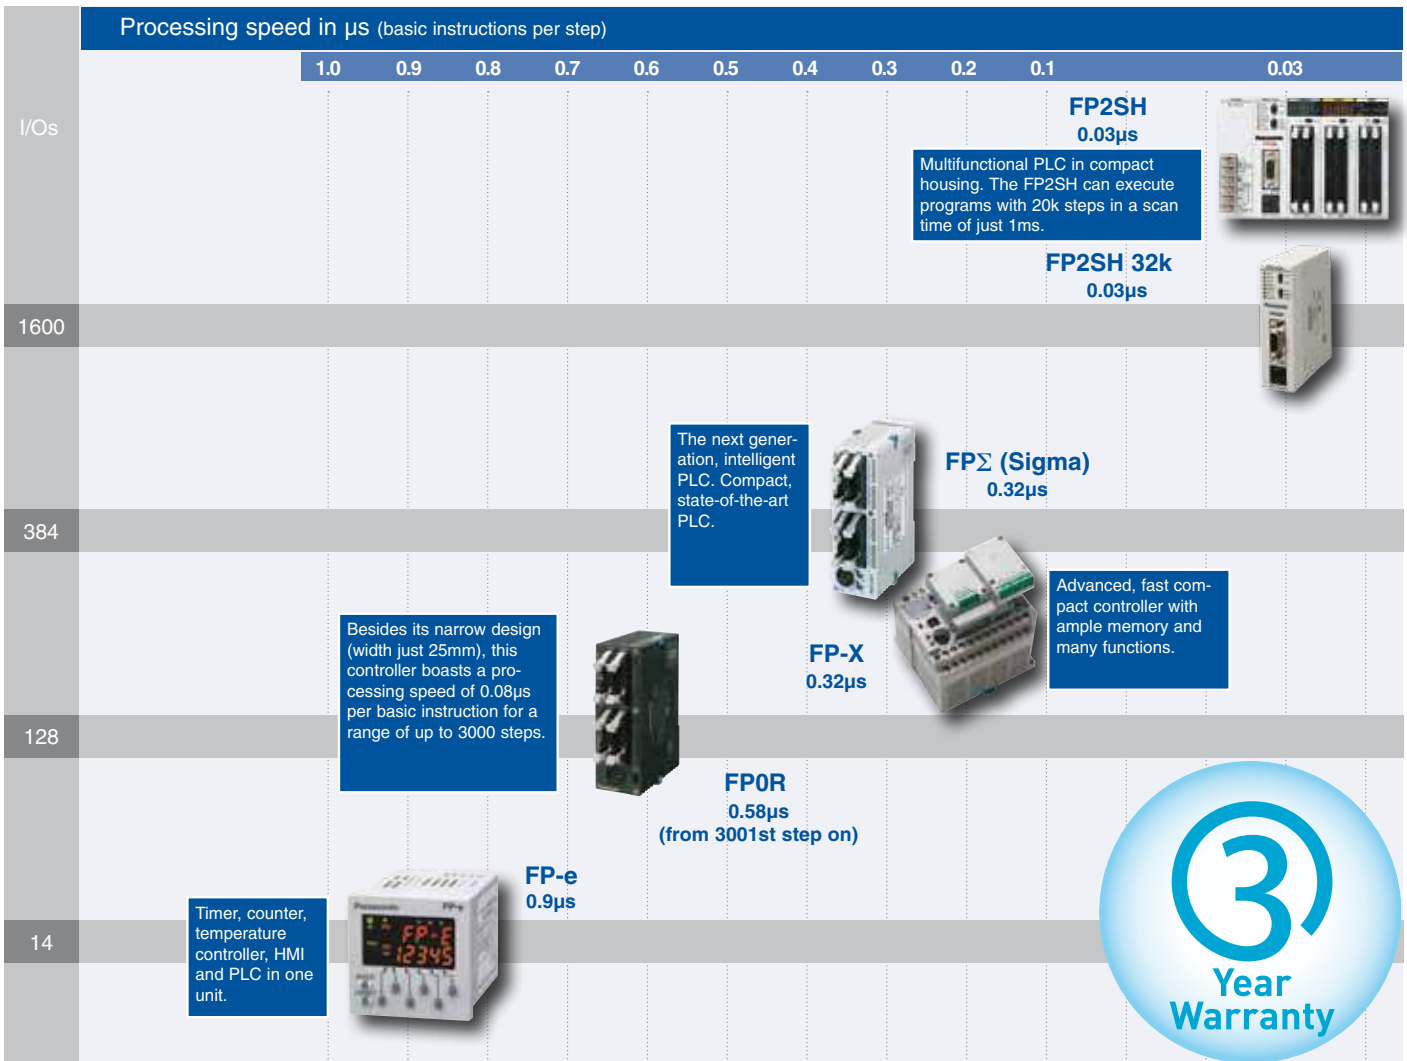 Processing speed in µs (basic instructions per step)
1.0 0.9 0.8 0.7 0.6 0.5 0.4 0.3 0.2 0.1 0.03
I/Os
FP2SH
0.03µs
Multifunctional PLC in compact
housing. The FP2SH can execute
programs with 20k steps in a scan
time of just 1ms.
FP2SH 32k
0.03µs
1600
The next gener-
ation, intelligent
PLC. Compact,
state-of-the-art
PLC.
FPΣ (Sigma)
0.32µs
384
Advanced, fast com-
pact controller with
ample memory and
many functions.
FP-X
0.32µs
Besides its narrow design
(width just 25mm), this
controller boasts a pro-
cessing speed of 0.08µs
per basic instruction for a
range of up to 3000 steps.
128
FP0R
0.58µs
(from 3001st step on)
FP-e
0.9µs
Timer, counter,
temperature
controller, HMI
and PLC in one
unit.
Panasonic FP-e
FP-E
12345
14
3
Year
Warranty